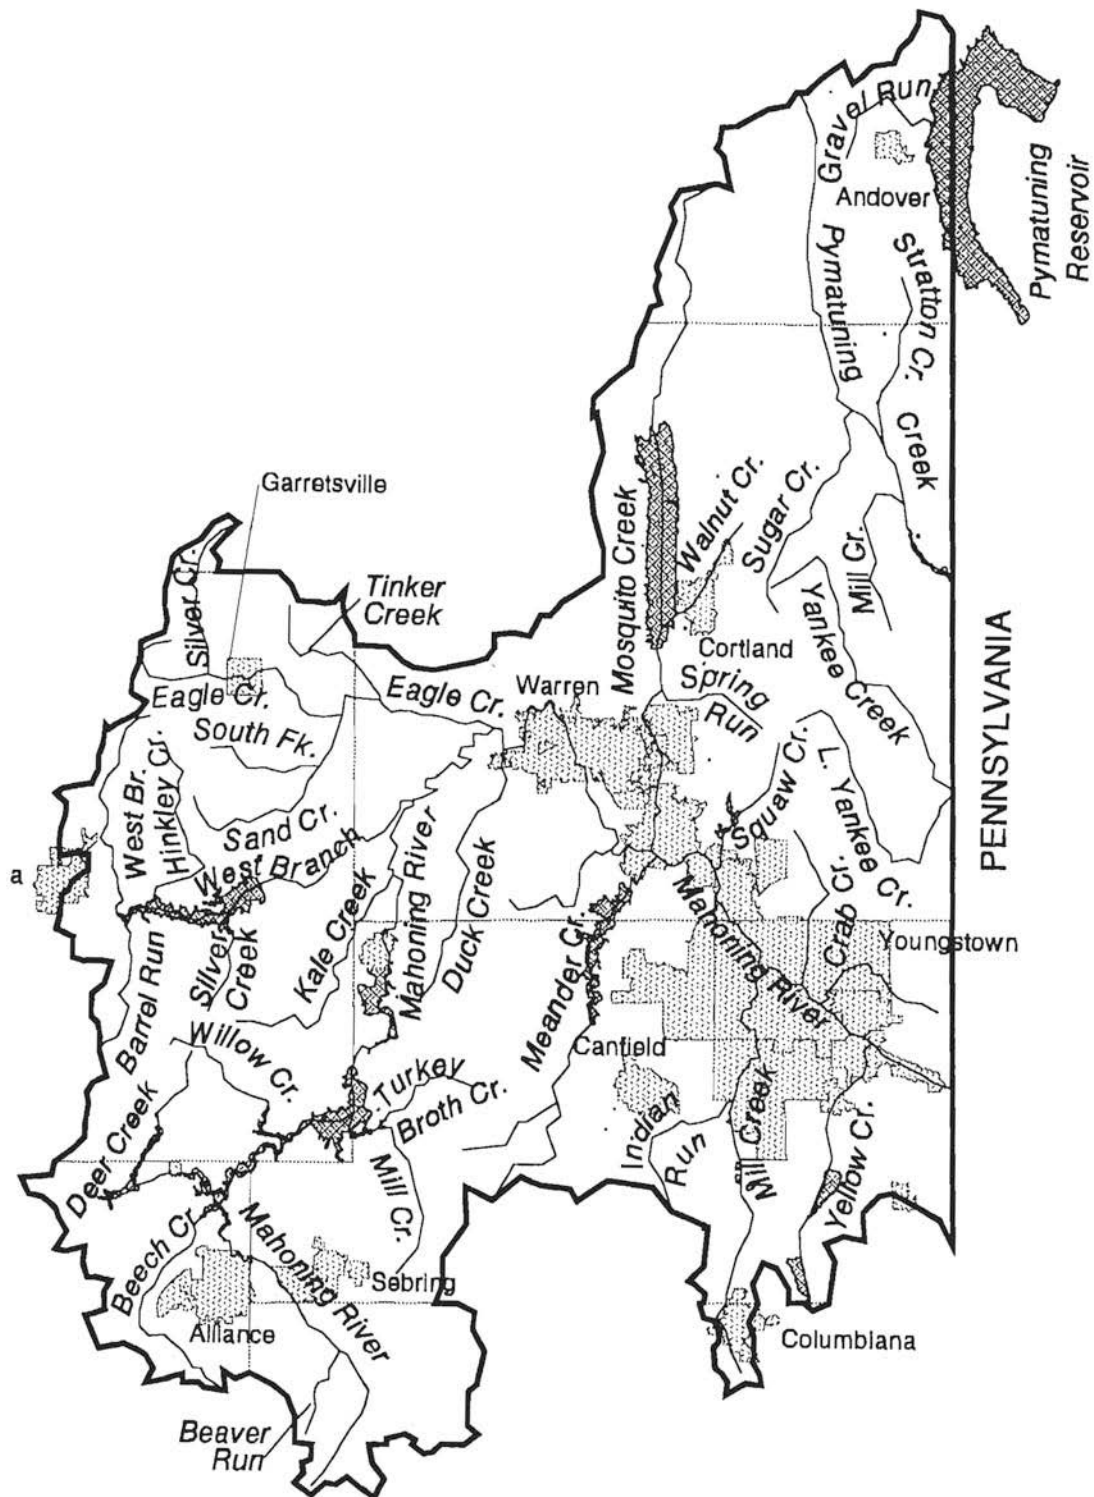 Gravel Run
Andover
Pymatuning
Reservoir
Pymatuning
Creek
Stratton Cr.
Garretsville
Silver Cr.
Tinker
Creek
Mosquito Creek
Walnut Cr.
Sugar Cr.
Mill Cr.
Yankee Creek
Cortland
Spring
Run
PENNSYLVANIA
Eagle Cr.
Eagle Cr.
Warren
South Fk.
West Br.
Hinkley Cr.
Sand Cr.
West Branch
Mahoning River
Squaw Cr.
L. Yankee Cr.
a
Kale Creek
Duck Creek
Meander Cr.
Mahoning River
Crab Cr.
Youngstown
Barrel Run
Silver
Creek
Willow Cr.
Canfield
Turkey
Broth Cr.
Indian
Run
Mill Creek
Yellow Cr.
Deer Creek
Mill Cr.
Beech Cr.
Mahoning River
Sebring
Alliance
Columbiana
Beaver
Run